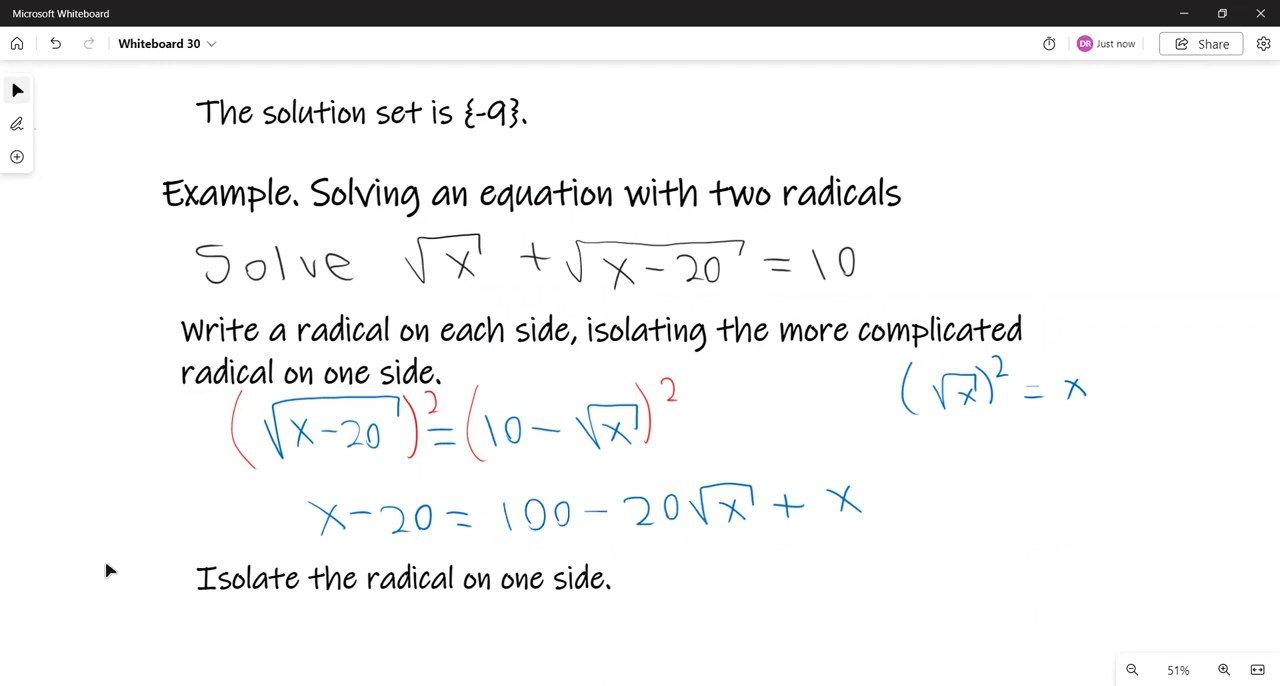 Microsoft Whiteboard
Whiteboard 30
DR Just now
Share
The solution set is {-9}.
Example. Solving an equation with two radicals
Solve √x + √(x-20) = 10
Write a radical on each side, isolating the more complicated
radical on one side.
(√x)² = x
(√(x-20))² = (10 - √x)²
x - 20 = 100 - 20√x + x
Isolate the radical on one side.
51%